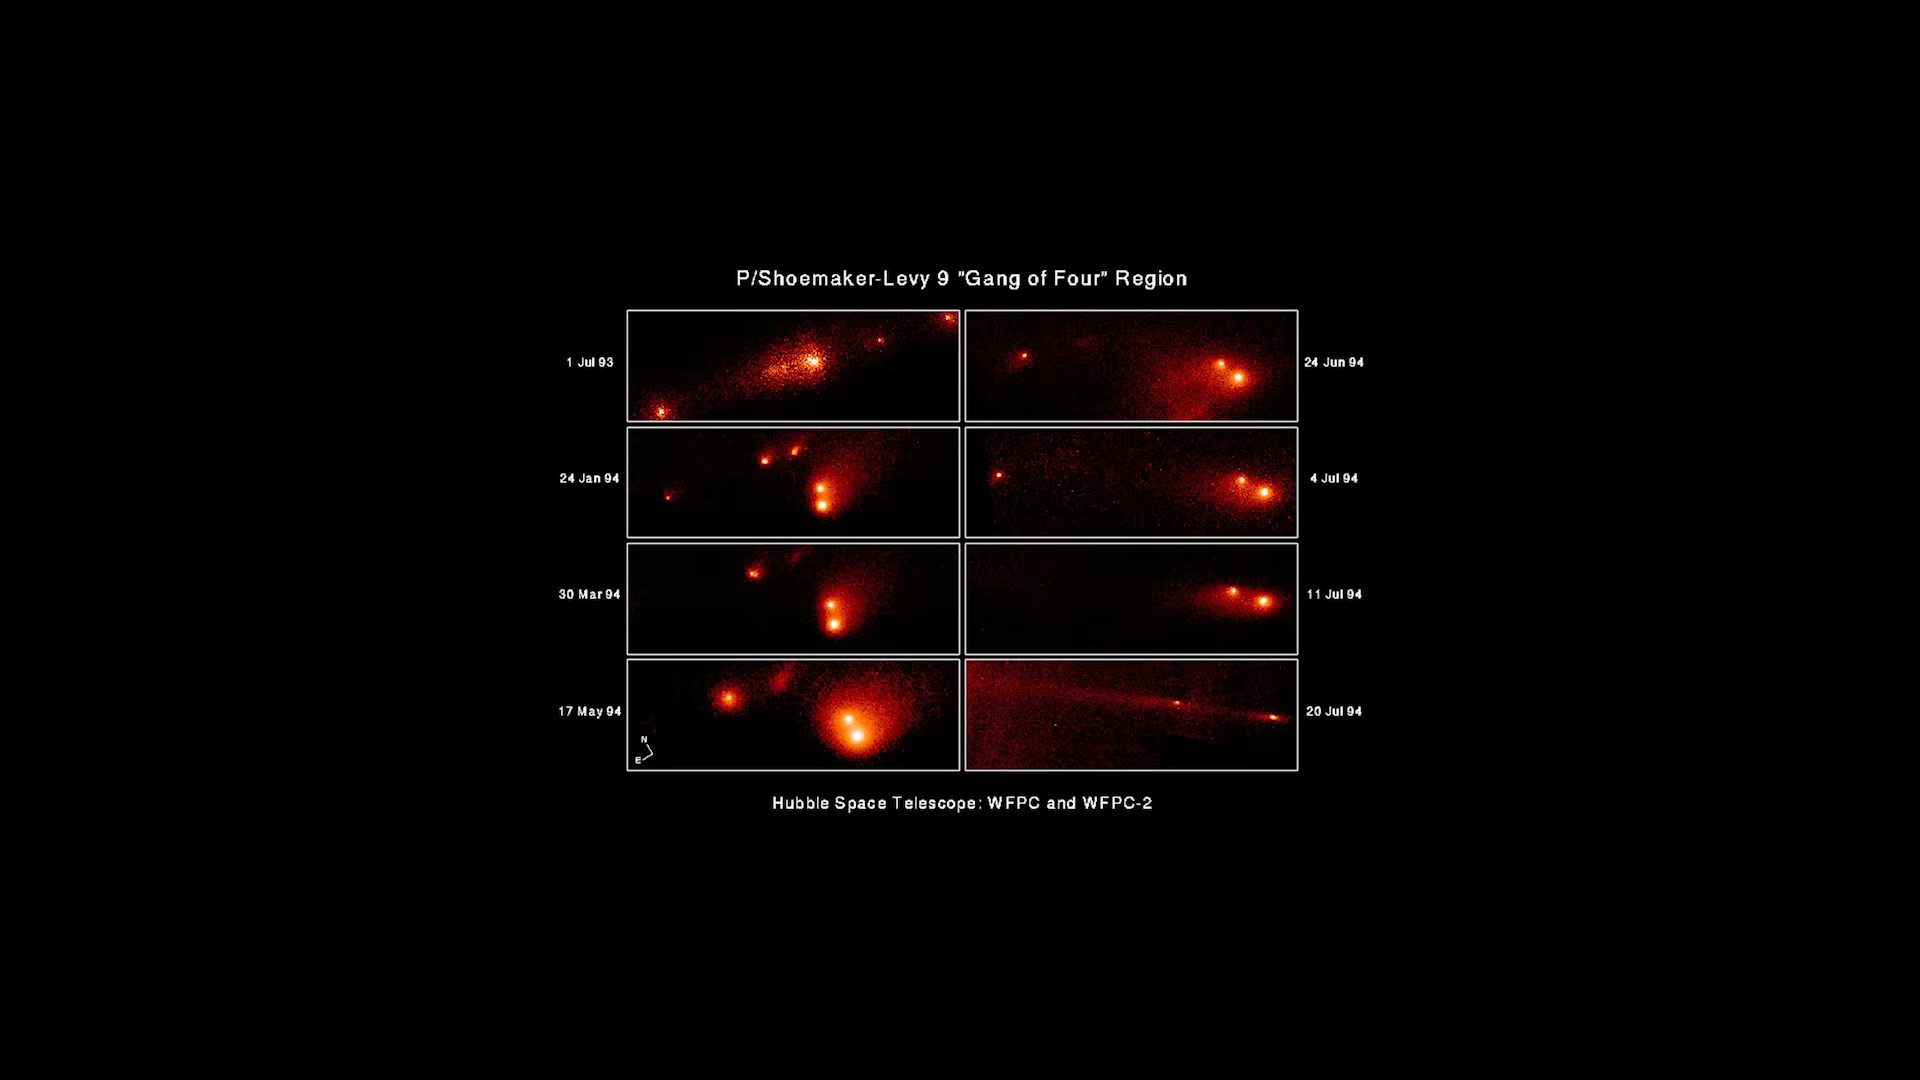 P/Shoemaker-Levy 9 "Gang of Four" Region
1 Jul 93
24 Jun 94
24 Jan 94
4 Jul 94
30 Mar 94
11 Jul 94
17 May 94
20 Jul 94
N
E
Hubble Space Telescope: WFPC and WFPC-2